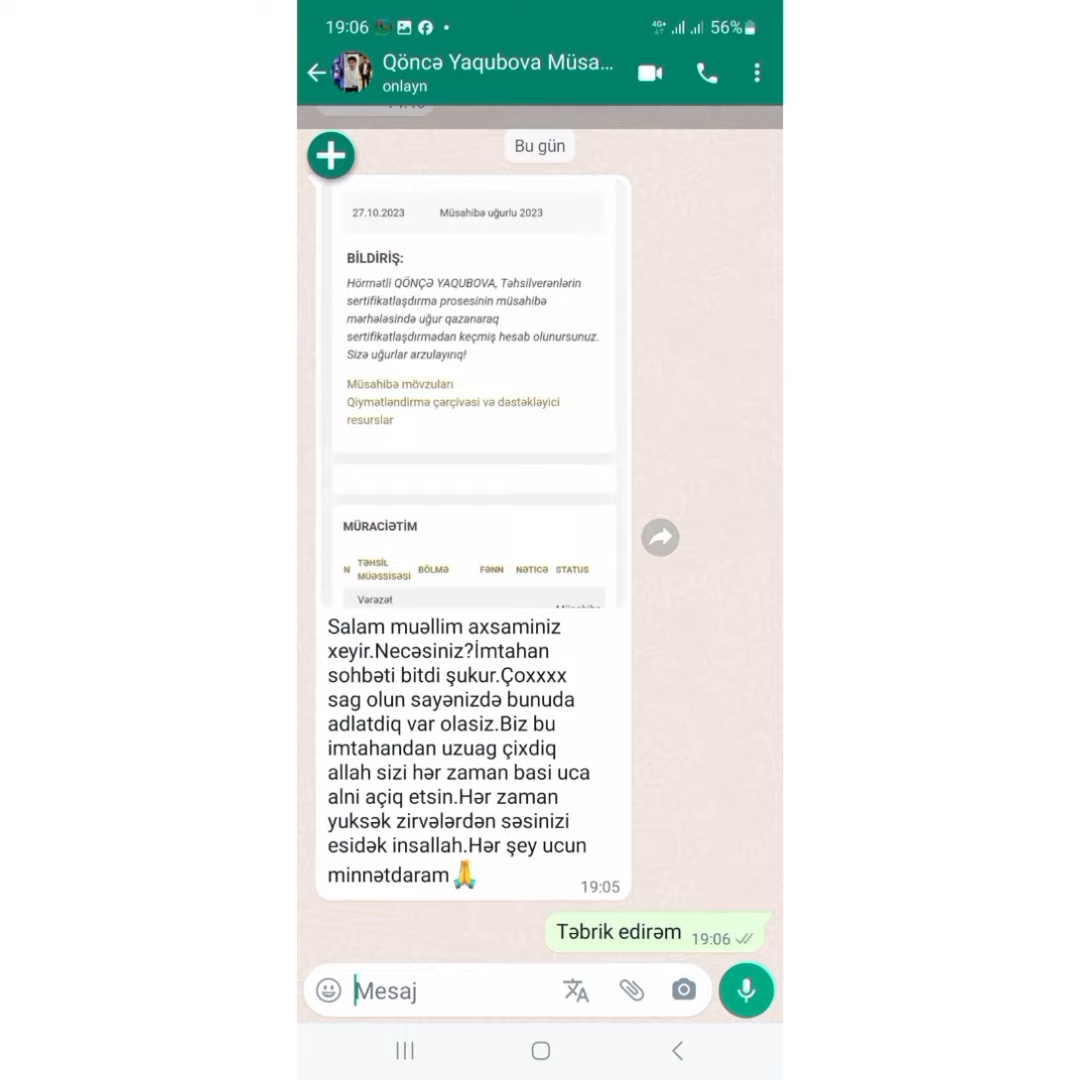 19:06
4G+
56%
Qöncə Yaqubova Müsa...
onlayn
Bu gün
27.10.2023 Müsahibə uğurlu 2023
BİLDİRİŞ:
Hörmətli QÖNÇƏ YAQUBOVA, Təhsilverənlərin
sertifikatlaşdırma prosesinin müsahibə
mərhələsində uğur qazanaraq
sertifikatlaşdırmadan keçmiş hesab olunursunuz.
Sizə uğurlar arzulayırıq!
Müsahibə mövzuları
Qiymətləndirmə çərçivəsi və dəstəkləyici
resurslar
MÜRACİƏTİM
N TƏHSİL MÜƏSSİSƏSİ BÖLMƏ FƏNN NƏTİCƏ STATUS
Varazat
Salam muəllim axsaminiz
xeyir.Necəsiniz?İmtahan
sohbəti bitdi şukur.Çoxxxx
sag olun sayənizdə bunuda
adlatdiq var olasiz.Biz bu
imtahandan uzuag çixdiq
allah sizi hər zaman basi uca
alni açiq etsin.Hər zaman
yuksək zirvələrdən səsinizi
esidək insallah.Hər şey ucun
minnətdaram🙏
19:05
Təbrik edirəm 19:06
Mesaj